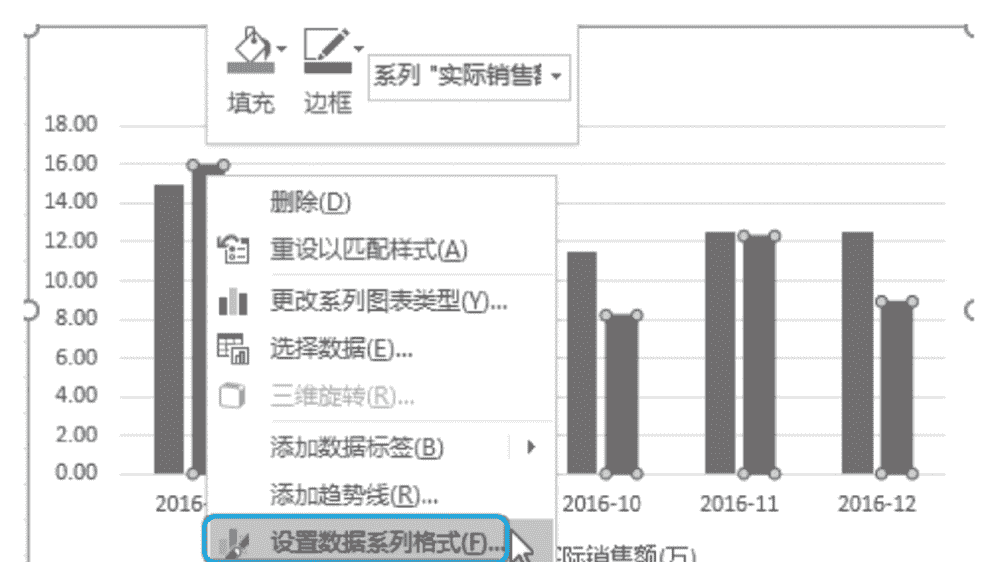 填充 边框 系列 "实际销售
18.00
16.00
14.00
12.00
10.00
8.00
6.00
4.00
2.00
0.00
删除(D)
重设以匹配样式(A)
更改系列图表类型(Y)...
选择数据(E)...
三维旋转(R)...
添加数据标签(B)
添加趋势线(R)...
设置数据系列格式(F)...
2016- 2016-10 2016-11 2016-12
际销售额(万)